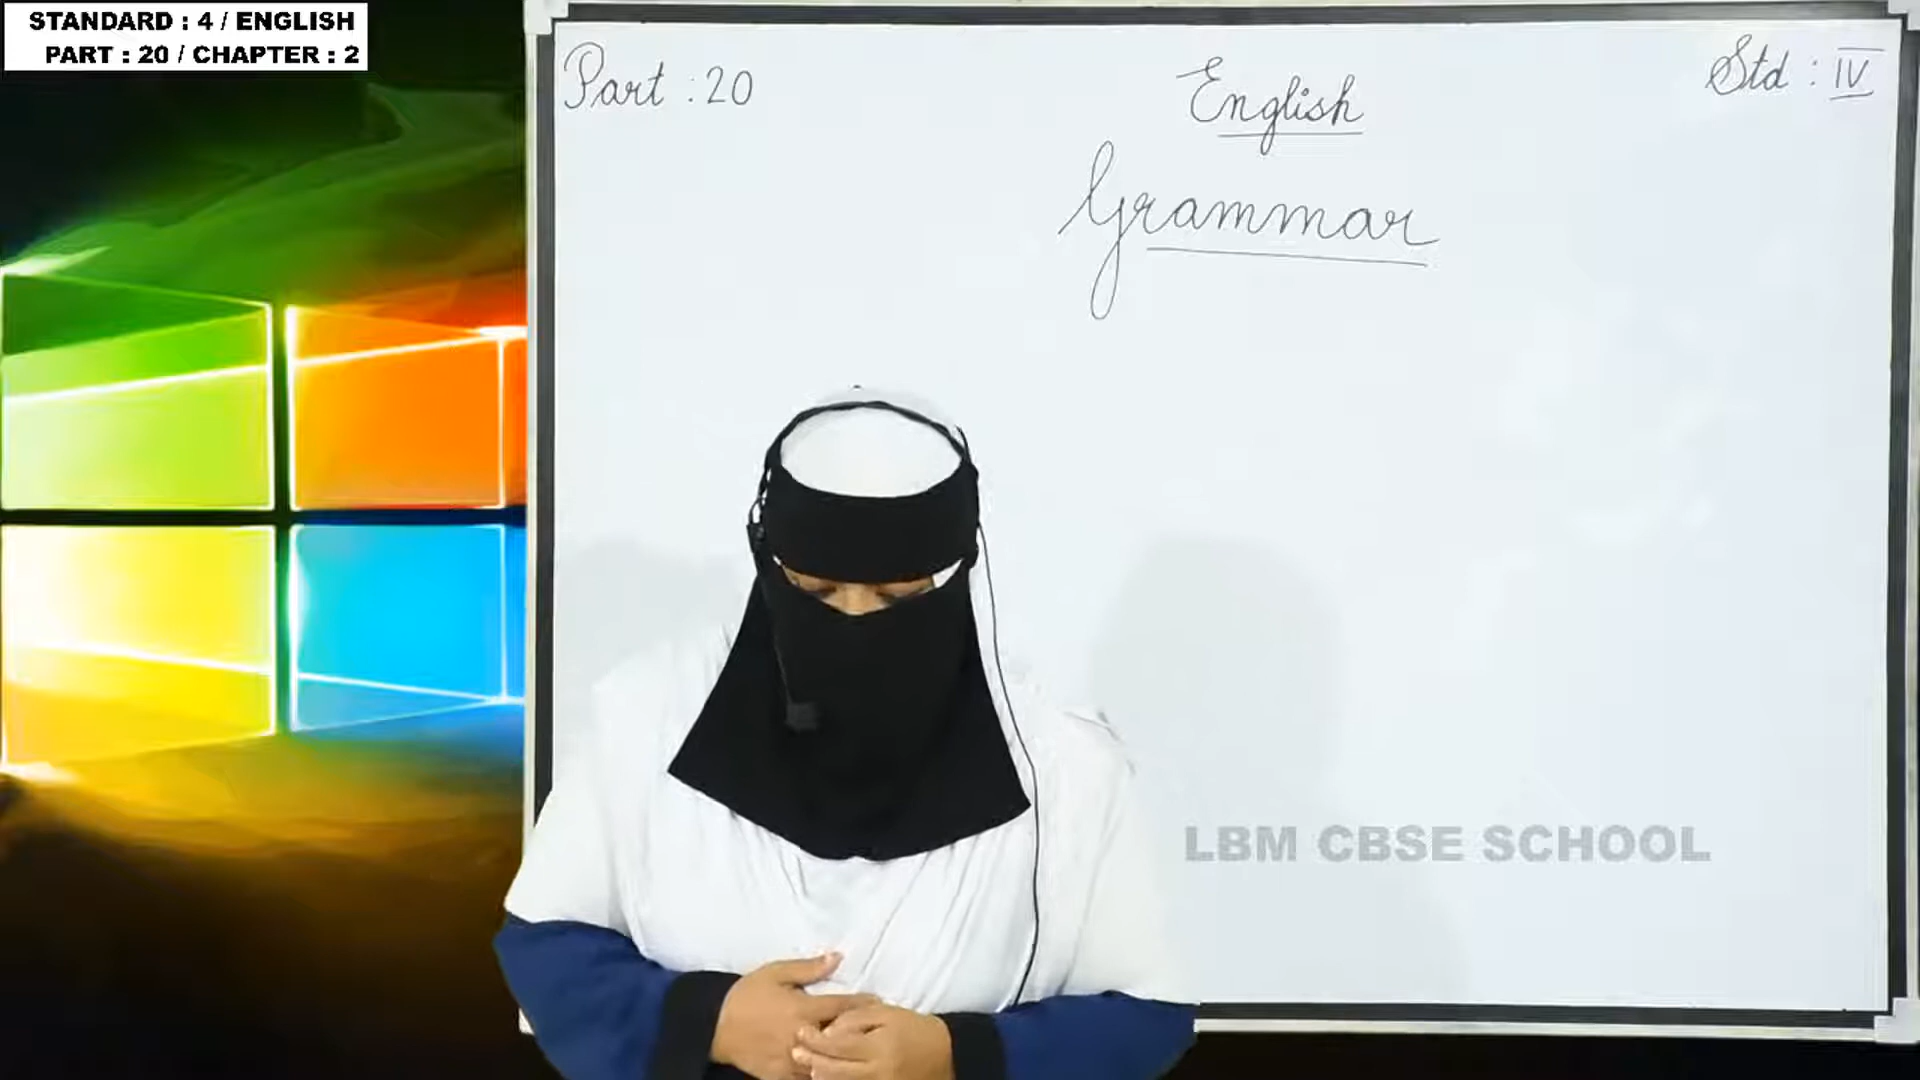 STANDARD : 4 / ENGLISH
PART : 20 / CHAPTER : 2
Part : 20
English
Std : IV
Grammar
LBM CBSE SCHOOL